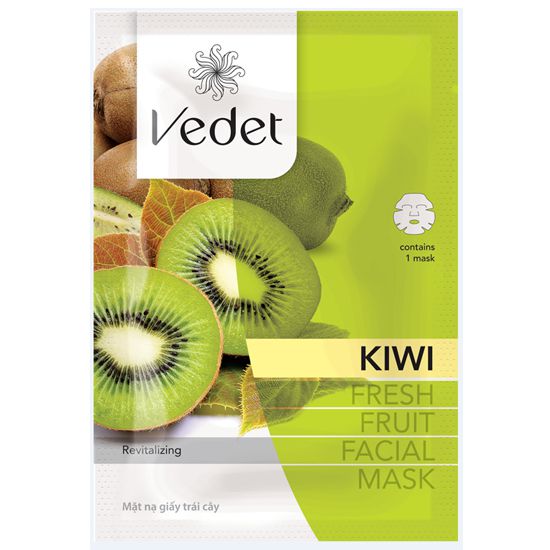 Vedet
contains
1 mask
KIWI
FRESH
FRUIT
FACIAL
MASK
Revitalizing
Mặt nạ giấy trái cây